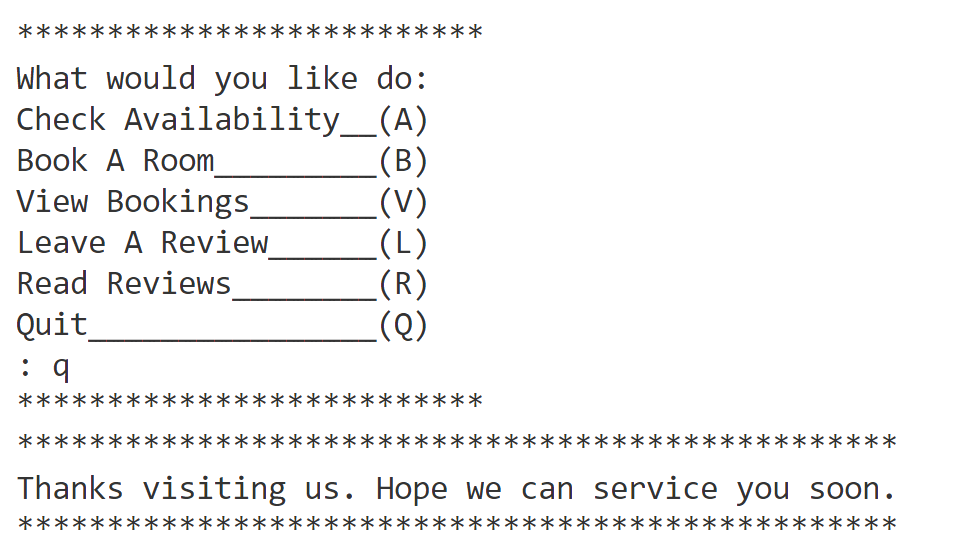 **************************
What would you like do:
Check Availability__(A)
Book A Room_________(B)
View Bookings_______(V)
Leave A Review______(L)
Read Reviews________(R)
Quit________________(Q)
: q
**************************
*************************************************
Thanks visiting us. Hope we can service you soon.
*************************************************